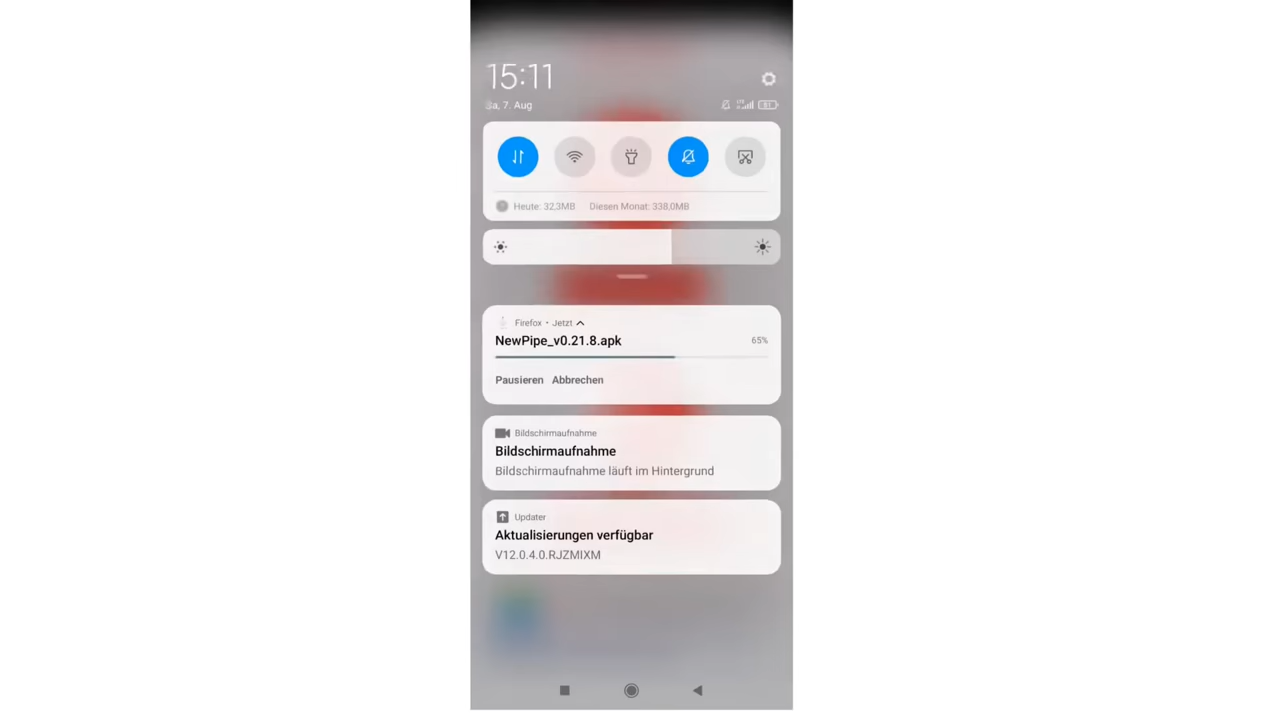 15:11
Sa, 7. Aug
Heute: 32,3MB Diesen Monat: 338,0MB
Firefox • Jetzt
NewPipe_v0.21.8.apk 65%
Pausieren Abbrechen
Bildschirmaufnahme
Bildschirmaufnahme
Bildschirmaufnahme läuft im Hintergrund
Updater
Aktualisierungen verfügbar
V12.0.4.0.RJZMIXM